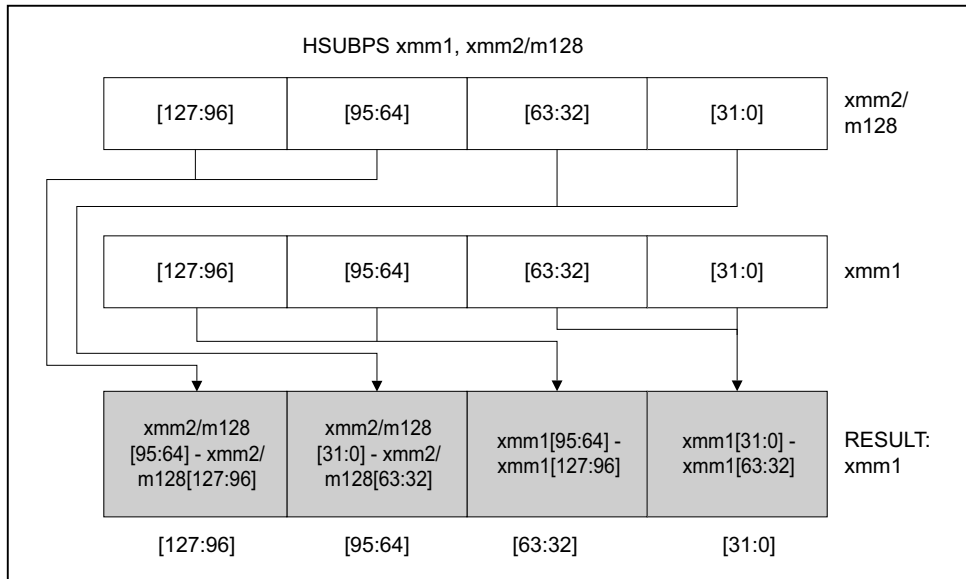 HSUBPS xmm1, xmm2/m128
[127:96] [95:64] [63:32] [31:0] xmm2/
m128
[127:96] [95:64] [63:32] [31:0] xmm1
xmm2/m128
[95:64] - xmm2/
m128[127:96]
xmm2/m128
[31:0] - xmm2/
m128[63:32]
xmm1[95:64] -
xmm1[127:96]
xmm1[31:0] -
xmm1[63:32]
RESULT:
xmm1
[127:96] [95:64] [63:32] [31:0]